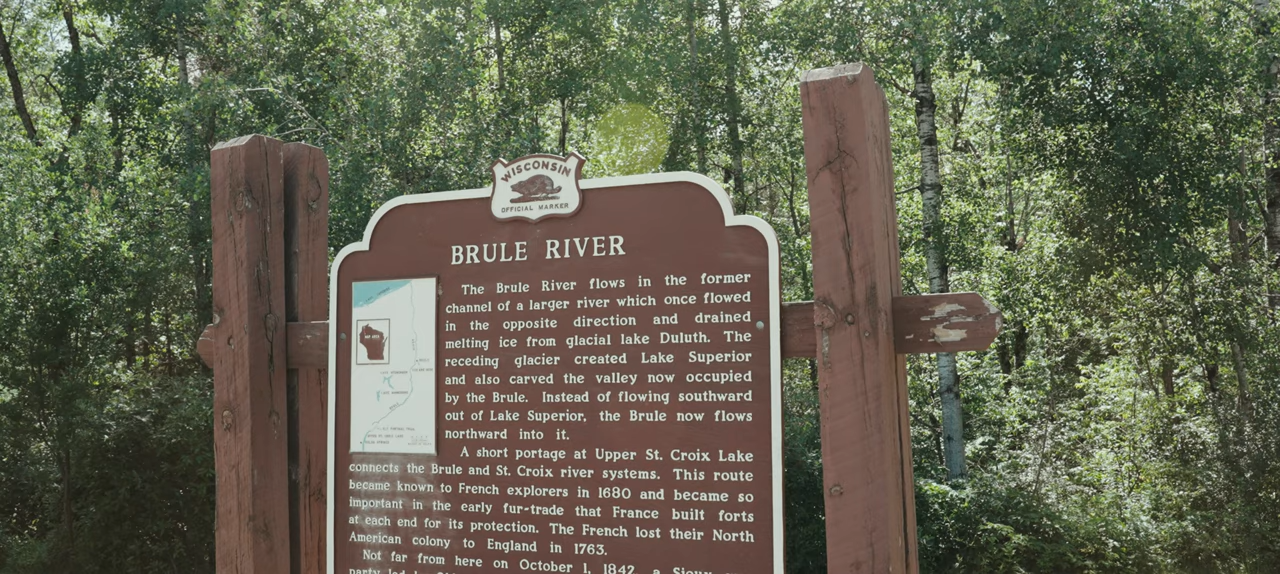 WISCONSIN
OFFICIAL MARKER
BRULE RIVER
The Brule River flows in the former
channel of a larger river which once flowed
in the opposite direction and drained
melting ice from glacial lake Duluth. The
receding glacier created Lake Superior
and also carved the valley now occupied
by the Brule. Instead of flowing southward
out of Lake Superior, the Brule now flows
northward into it.
A short portage at Upper St. Croix Lake
connects the Brule and St. Croix river systems. This route
became known to French explorers in 1680 and became so
important in the early fur-trade that France built forts
at each end for its protection. The French lost their North
American colony to England in 1763.
Not far from here on October 1, 1842, a Sioux
party led